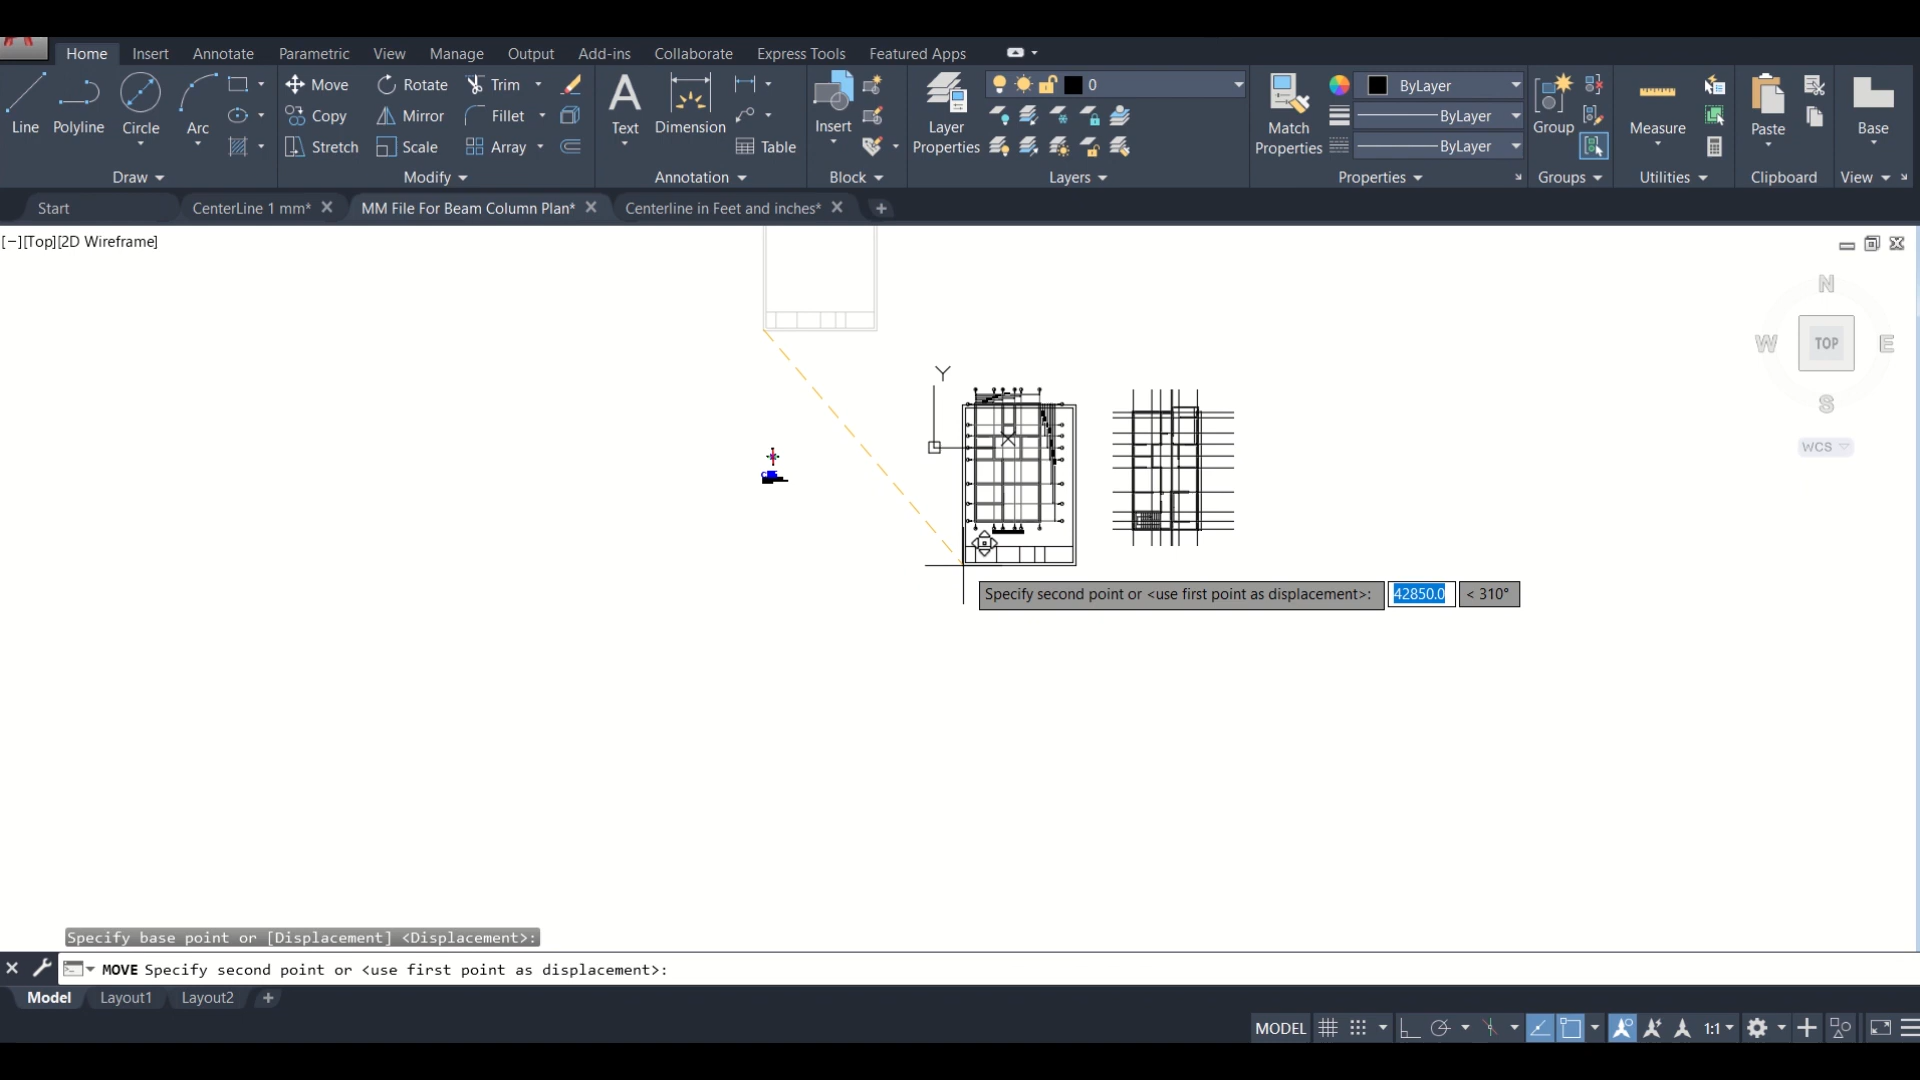 Home Insert Annotate Parametric View Manage Output Add-ins Collaborate Express Tools Featured Apps
Line Polyline Circle Arc
Move Rotate Trim
Copy Mirror Fillet
Stretch Scale Array
Text Dimension Table
Insert
Layer Properties
0
Match Properties
ByLayer
ByLayer
ByLayer
Group Measure Paste Base
Draw Modify Annotation Block Layers Properties Groups Utilities Clipboard View
Start CenterLine 1 mm* MM File For Beam Column Plan* Centerline in Feet and inches*
[−][Top][2D Wireframe]
N
W TOP E
S
WCS
Y
Specify second point or <use first point as displacement>: 42850.0 < 310°
Specify base point or [Displacement] <Displacement>:
MOVE Specify second point or <use first point as displacement>:
Model Layout1 Layout2
MODEL 1:1